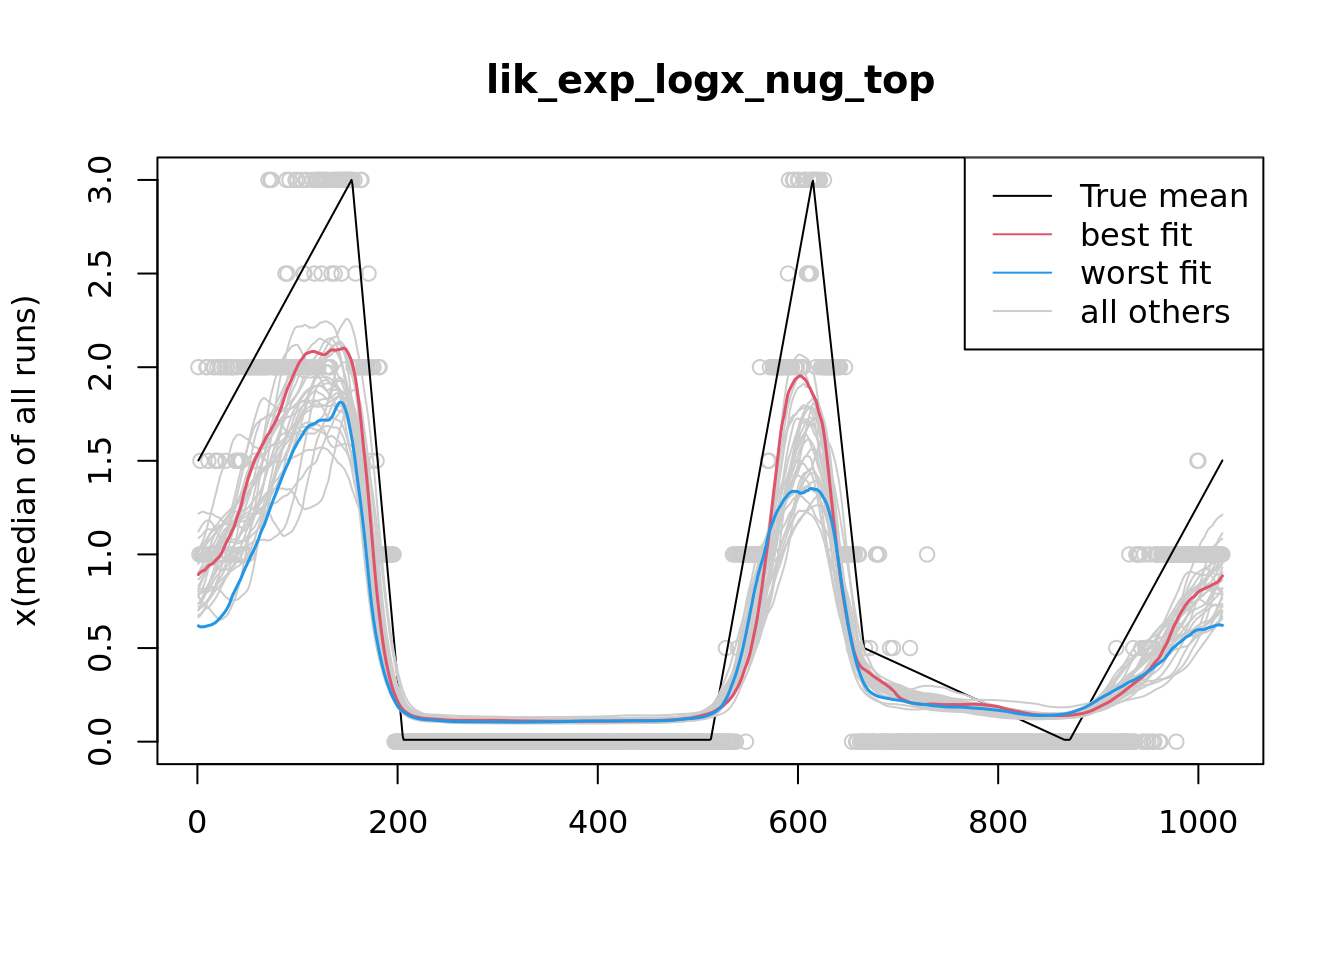 lik_exp_logx_nug_top
x(median of all runs)
3.0
2.5
2.0
1.5
1.0
0.5
0.0
True mean
best fit
worst fit
all others
0 200 400 600 800 1000